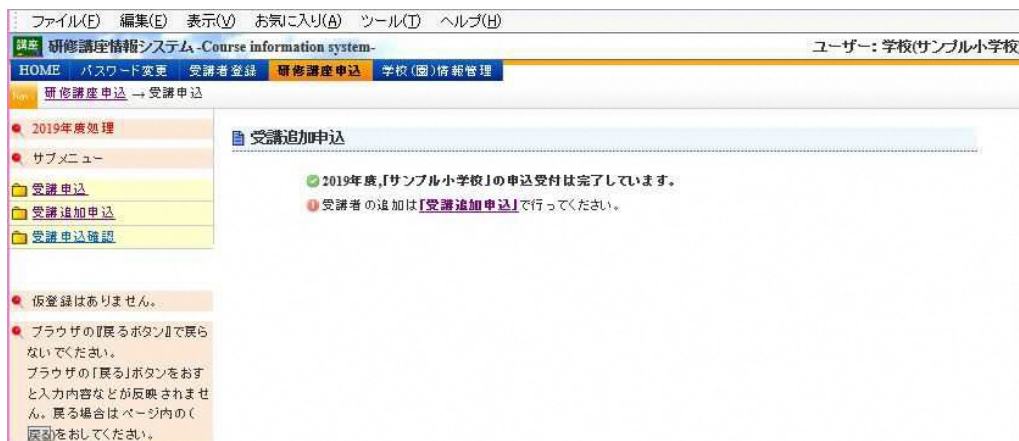 ファイル(F) 編集(E) 表示(V) お気に入り(A) ツール(T) ヘルプ(H)
講座 研修講座情報システム -Course information system- ユーザー: 学校(サンプル小学校
HOME パスワード変更 受講者登録 研修講座申込 学校(園)情報管理
研修講座申込 → 受講申込
2019年度処理
サブメニュー
受講申込
受講追加申込
受講申込確認
仮登録はありません。
ブラウザの『戻るボタン』で戻ら
ないでください。
ブラウザの「戻る」ボタンをおす
と入力内容などが反映されませ
ん。戻る場合はページ内の(
戻る)をおしてください。
受講追加申込
2019年度,「サンプル小学校」の申込受付は完了しています。
受講者の追加は「受講追加申込」で行ってください。